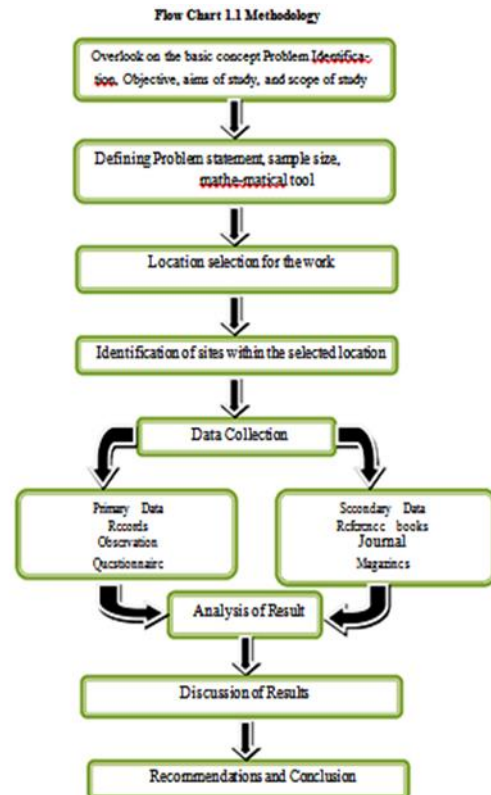 Flow Chart 1.1 Methodology
Overlook on the basic concept Problem Identifica-
tion, Objective, aims of study, and scope of study
Defining Problem statement, sample size,
mathe-matical tool
Location selection for the work
Identification of sites within the selected location
Data Collection
Primary Data
Records
Observation
Questionnaire
Secondary Data
Reference books
Journal
Magazines
Analysis of Result
Discussion of Results
Recommendations and Conclusion